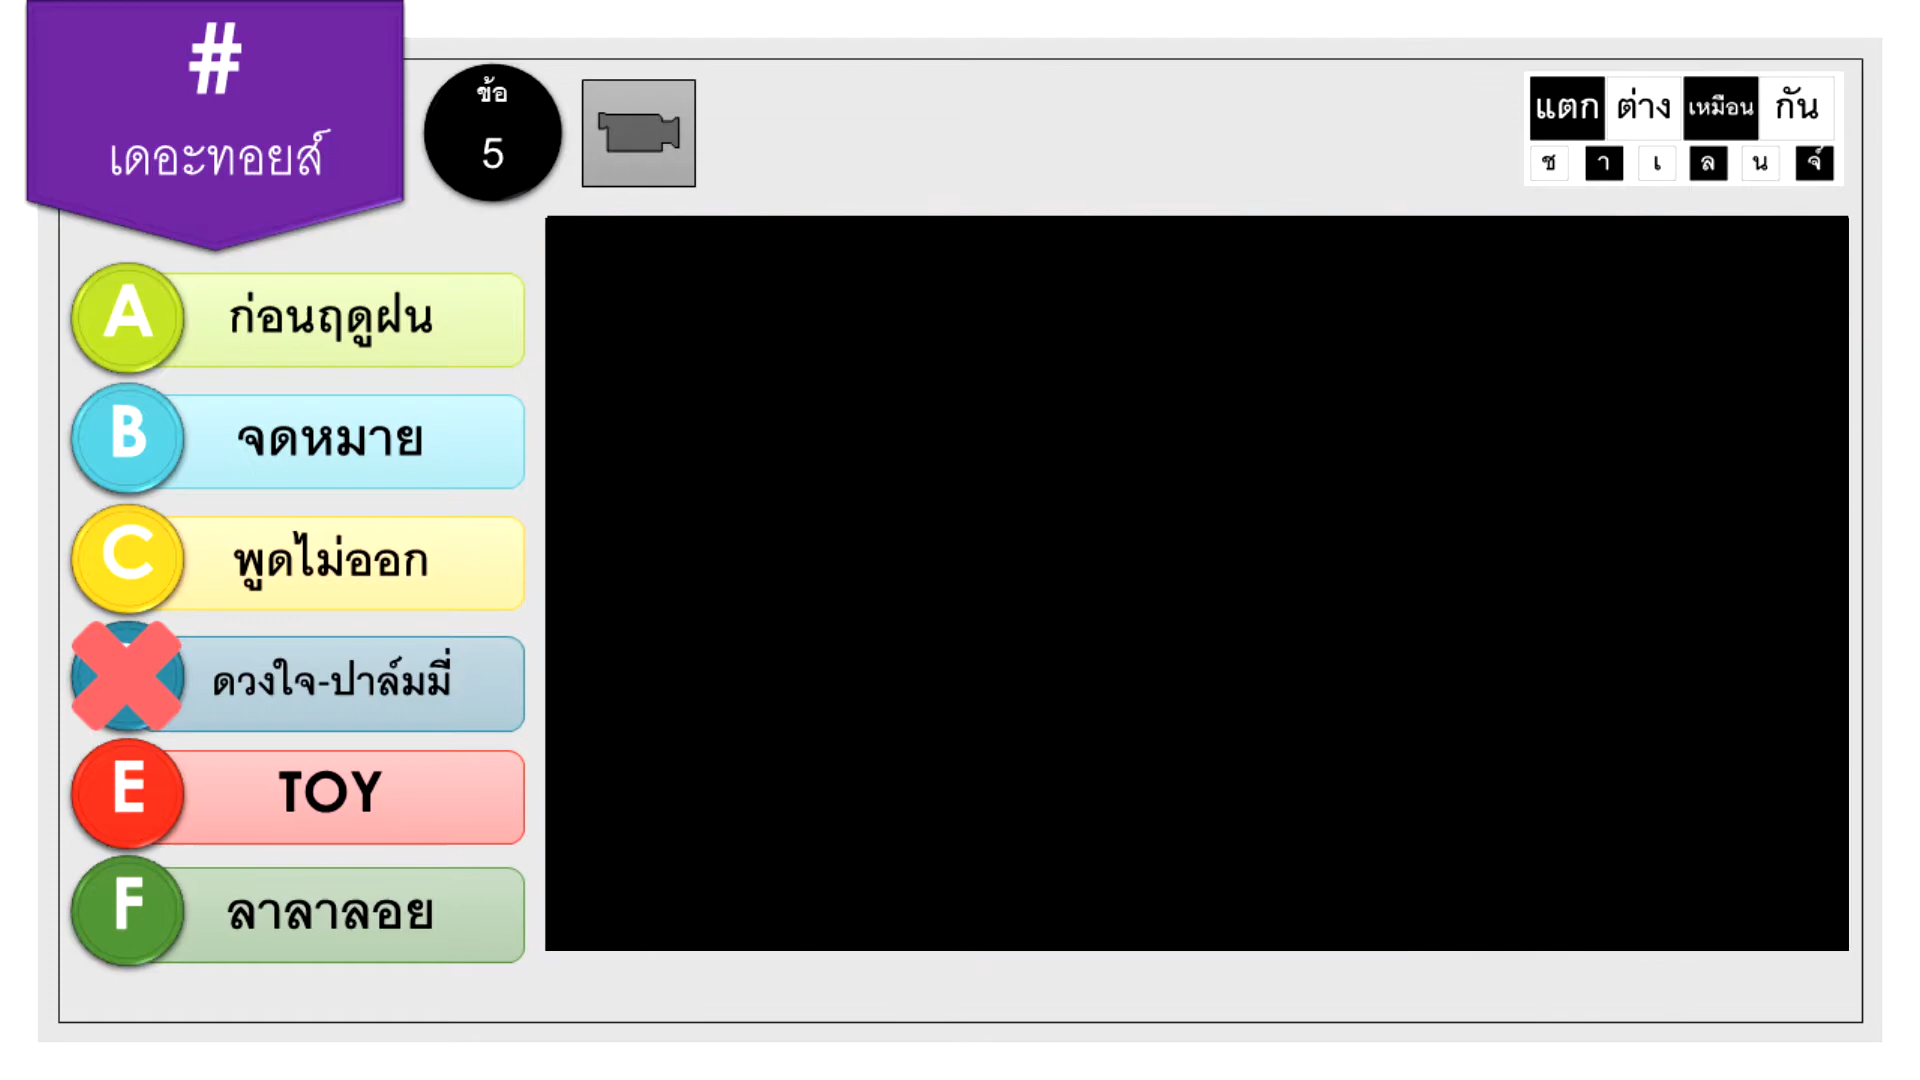 #
เดอะทอยส์
ข้อ
5
แตก ต่าง เหมือน กัน
ช า เ ล น จ์
A ก่อนฤดูฝน
B จดหมาย
C พูดไม่ออก
ดวงใจ-ปาล์มมี่
E TOY
F ลาลาลอย